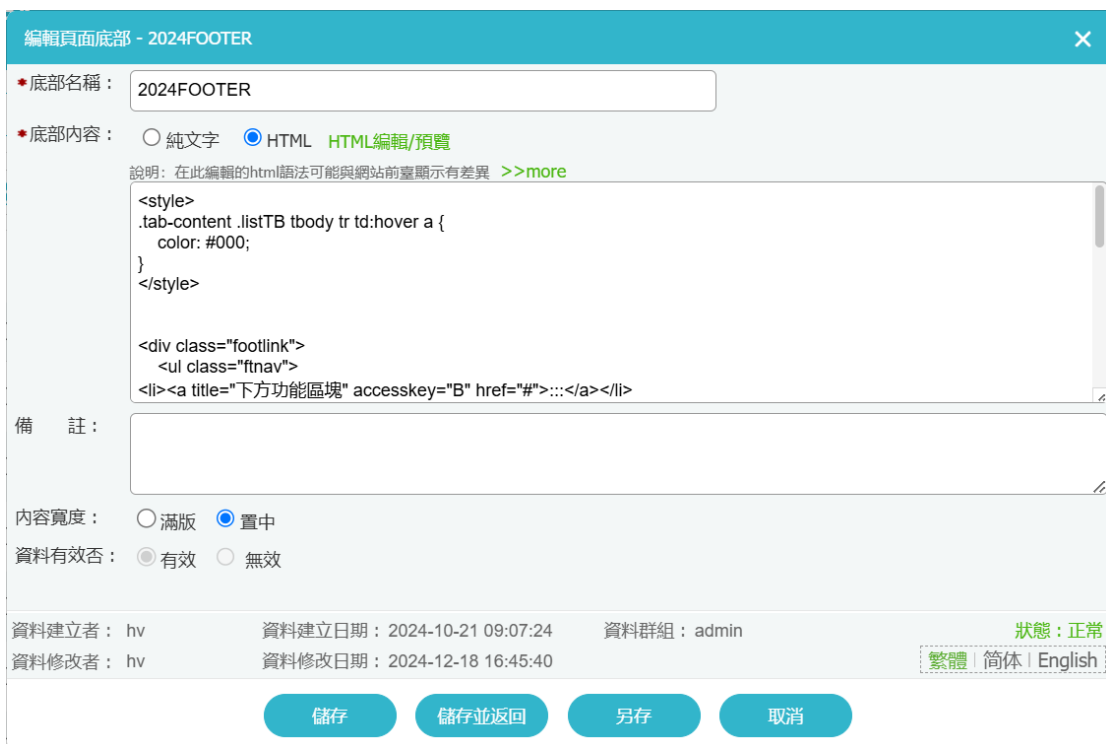 編輯頁面底部 - 2024FOOTER ×
*底部名稱： 2024FOOTER
*底部內容： 純文字 HTML HTML編輯/預覽
說明: 在此編輯的html語法可能與網站前臺顯示有差異 >>more
<style>
.tab-content .listTB tbody tr td:hover a {
color: #000;
}
</style>
<div class="footlink">
<ul class="ftnav">
<li><a title="下方功能區塊" accesskey="B" href="#">:::</a></li>
備　　註：
內容寬度： 滿版 置中
資料有效否： 有效 無效
資料建立者： hv 資料建立日期： 2024-10-21 09:07:24 資料群組： admin 狀態：正常
資料修改者： hv 資料修改日期： 2024-12-18 16:45:40 繁體 | 简体 | English
儲存 儲存並返回 另存 取消